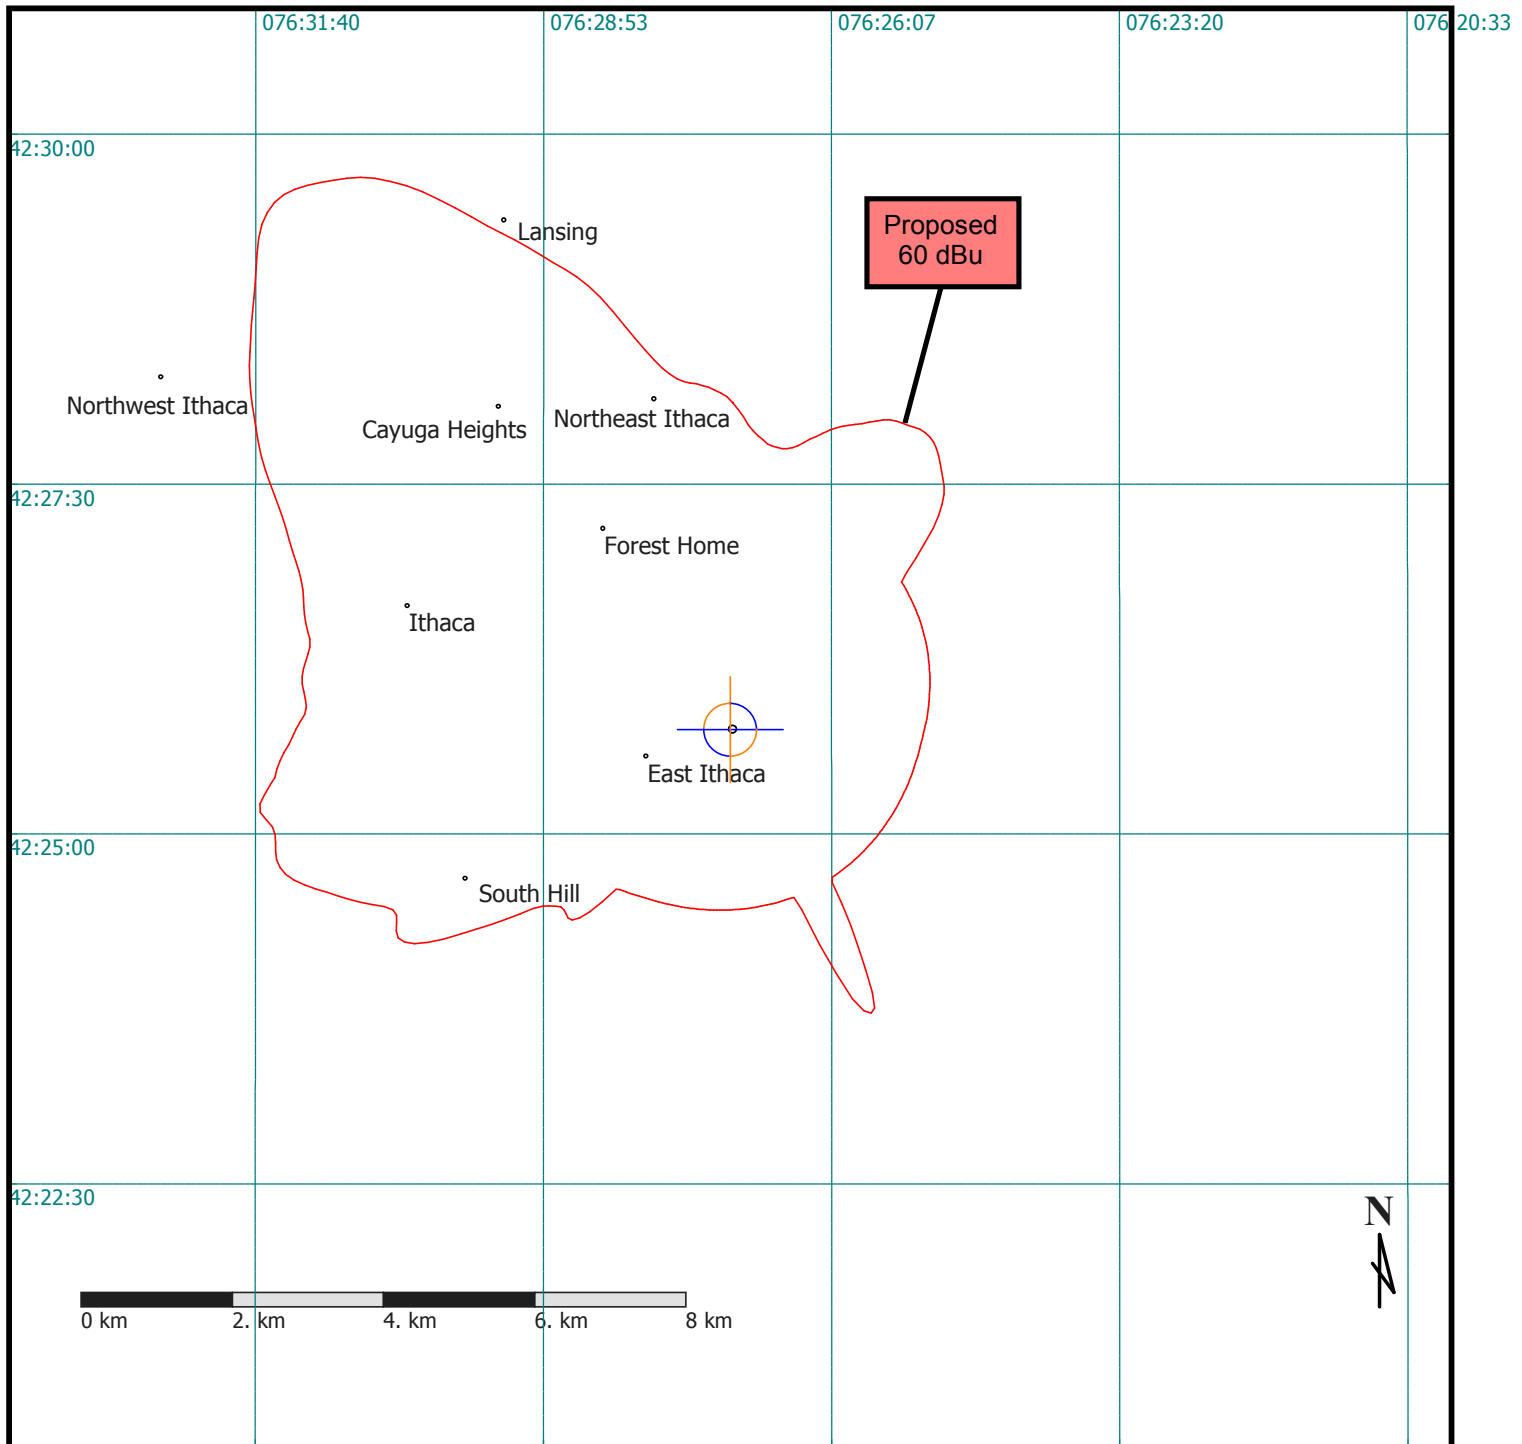 076:31:40
076:28:53
076:26:07
076:23:20
076:20:33
42:30:00
Proposed
60 dBu
Lansing
Northwest Ithaca
Cayuga Heights
Northeast Ithaca
42:27:30
Forest Home
Ithaca
East Ithaca
42:25:00
South Hill
42:22:30
N
0 km
2. km
4. km
6. km
8 km